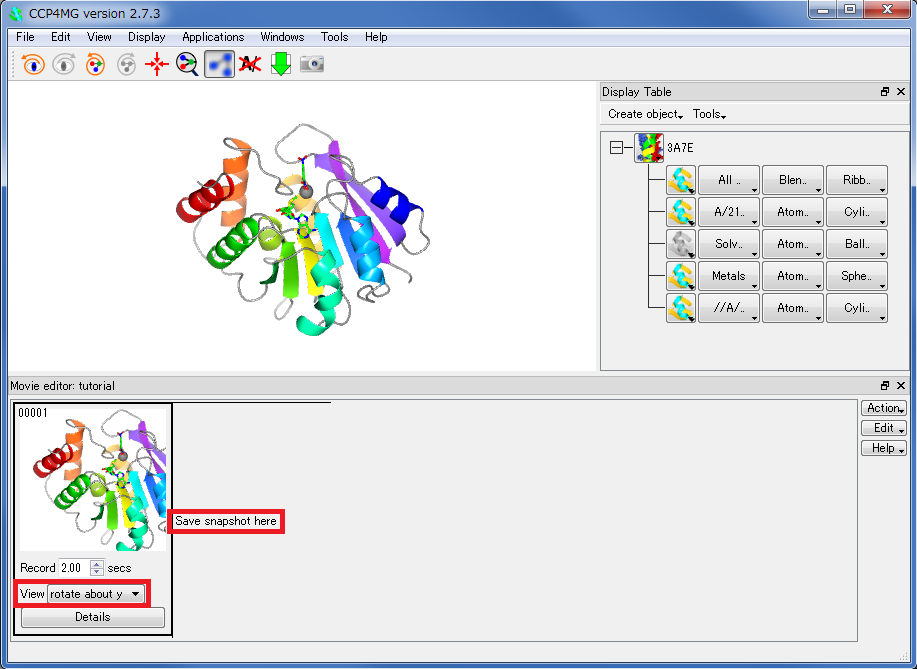 CCP4MG version 2.7.3
File Edit View Display Applications Windows Tools Help
Display Table
Create object Tools
3A7E
All .. Blen.. Ribb..
A/21.. Atom.. Cyli..
Solv.. Atom.. Ball..
Metals Atom.. Sphe..
//A/.. Atom.. Cyli..
Movie editor: tutorial
00001
Action
Edit
Help
Save snapshot here
Record 2.00 secs
View rotate about y
Details